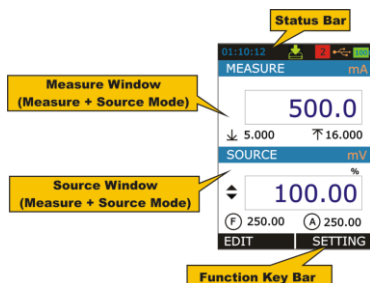 Status Bar
01:10:12 2 100
MEASURE mA
Measure Window
(Measure + Source Mode)
500.0
5.000 16.000
SOURCE mV
%
Source Window
(Measure + Source Mode)
100.00
F 250.00 A 250.00
EDIT SETTING
Function Key Bar